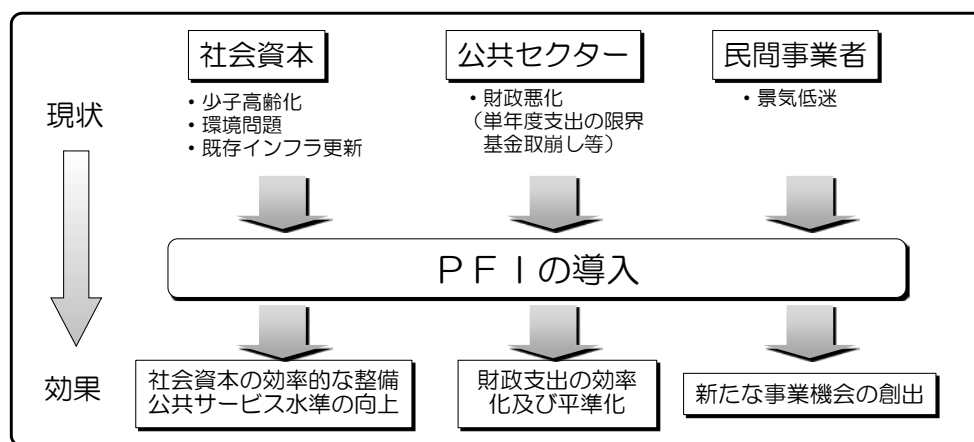 社会資本
公共セクター
民間事業者
現状
・少子高齢化
・環境問題
・既存インフラ更新
・財政悪化
（単年度支出の限界
基金取崩し等）
・景気低迷
ＰＦＩの導入
効果
社会資本の効率的な整備
公共サービス水準の向上
財政支出の効率
化及び平準化
新たな事業機会の創出